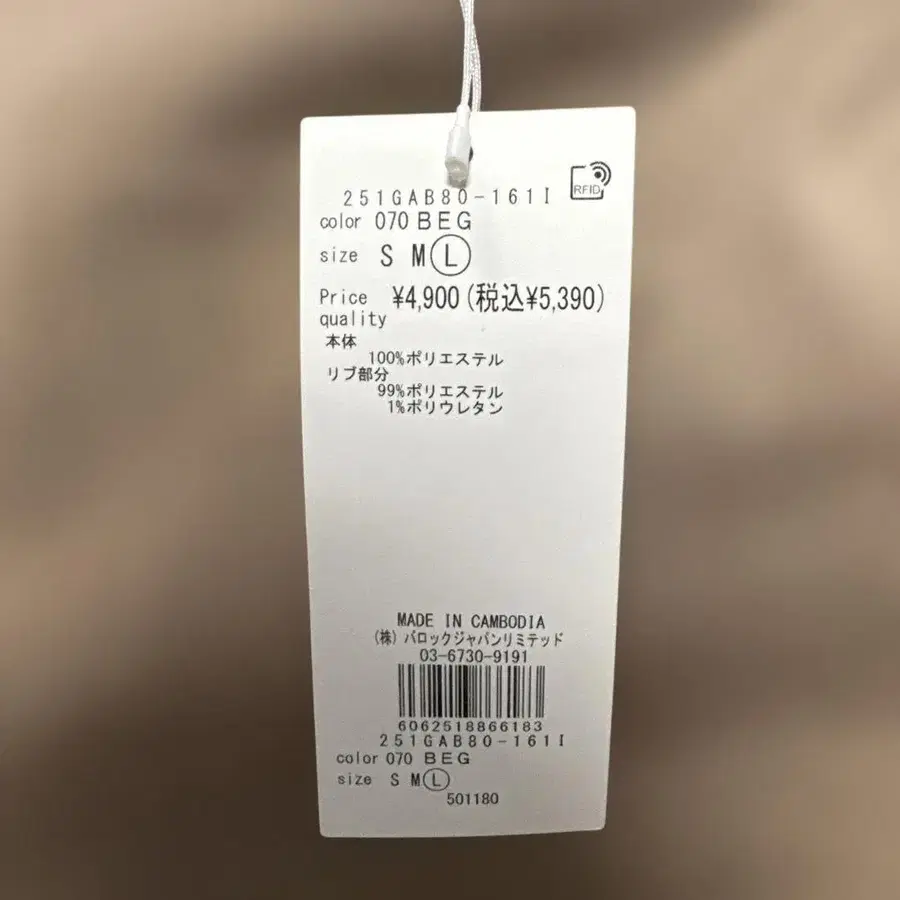 251GAB80-161I
RFID
color 070 BEG
size S M L
Price ¥4,900(税込¥5,390)
quality
本体
100%ポリエステル
リブ部分
99%ポリエステル
1%ポリウレタン
MADE IN CAMBODIA
(株)バロックジャパンリミテッド
03-6730-9191
6062518866183
251GAB80-161I
color 070 BEG
size S M L
501180